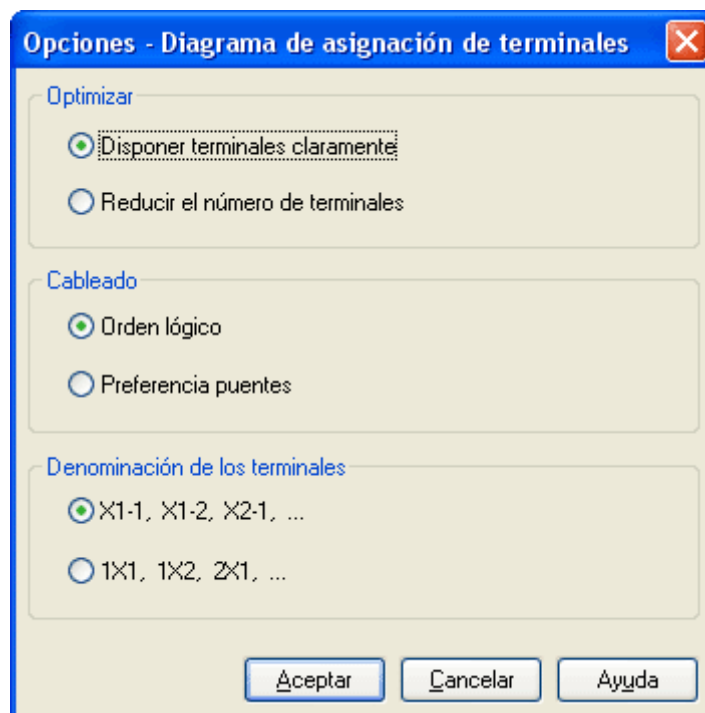 Opciones - Diagrama de asignación de terminales
Optimizar
Disponer terminales claramente
Reducir el número de terminales
Cableado
Orden lógico
Preferencia puentes
Denominación de los terminales
X1-1, X1-2, X2-1, ...
1X1, 1X2, 2X1, ...
Aceptar Cancelar Ayuda